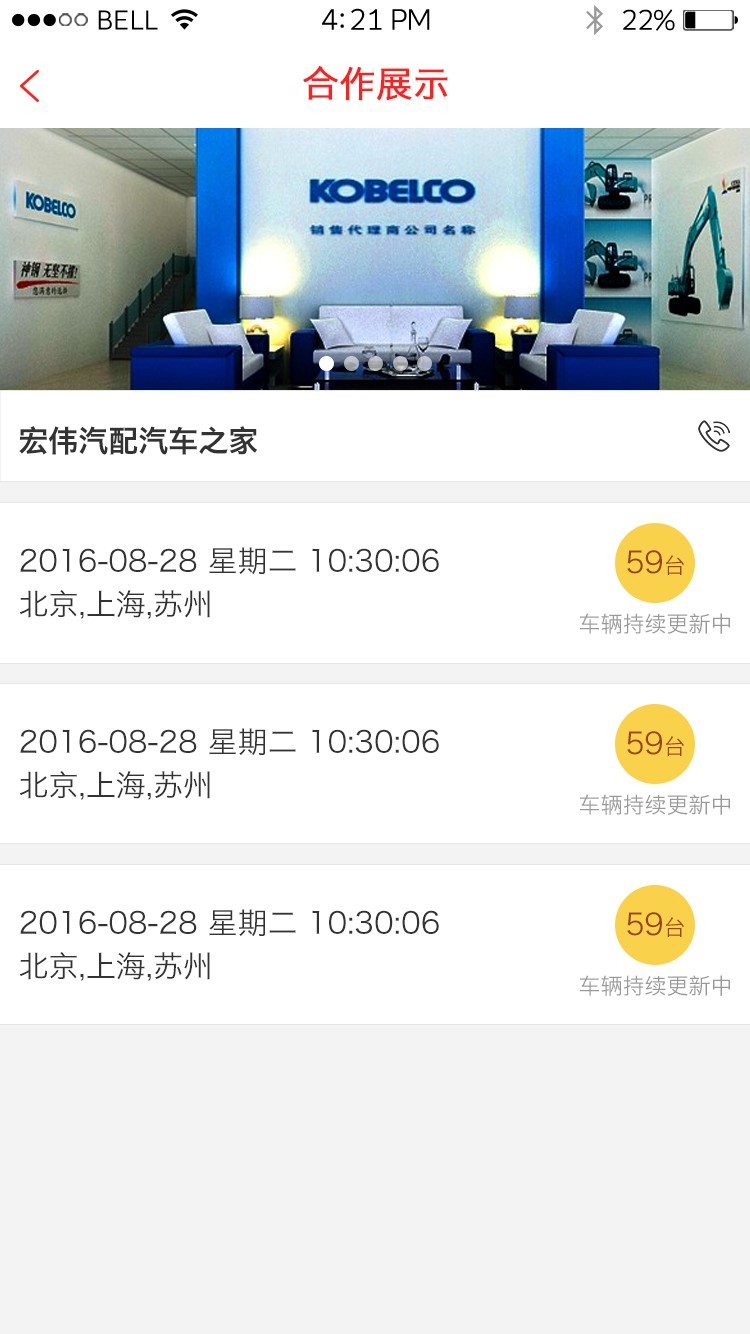 BELL 4:21 PM 22%
合作展示
KOBELCO
KOBELCO
销售代理商公司名称
神钢 无坚不摧!
宏伟汽配汽车之家
2016-08-28 星期二 10:30:06
59台
北京,上海,苏州
车辆持续更新中
2016-08-28 星期二 10:30:06
59台
北京,上海,苏州
车辆持续更新中
2016-08-28 星期二 10:30:06
59台
北京,上海,苏州
车辆持续更新中